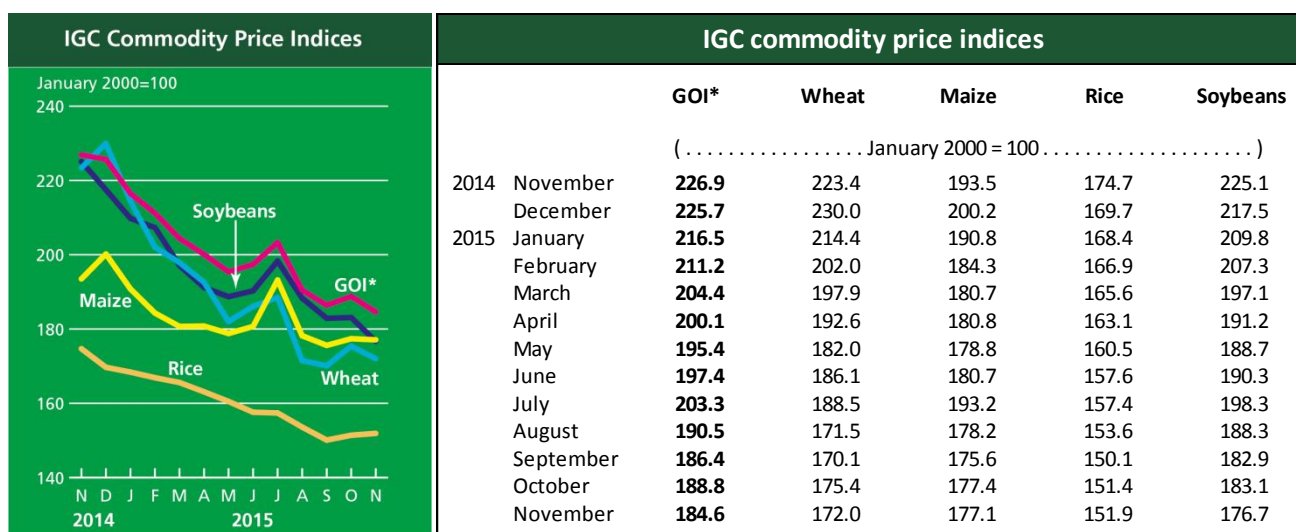 IGC Commodity Price Indices
January 2000=100
240
220
200
180
160
140
Soybeans
GOI*
Maize
Rice
Wheat
N D J F M A M J J A S O N
2014 2015
IGC commodity price indices
GOI* Wheat Maize Rice Soybeans
( . . . . . . . . . . . . . . . . . . January 2000 = 100 . . . . . . . . . . . . . . . . . . . . )
2014 November 226.9 223.4 193.5 174.7 225.1
December 225.7 230.0 200.2 169.7 217.5
2015 January 216.5 214.4 190.8 168.4 209.8
February 211.2 202.0 184.3 166.9 207.3
March 204.4 197.9 180.7 165.6 197.1
April 200.1 192.6 180.8 163.1 191.2
May 195.4 182.0 178.8 160.5 188.7
June 197.4 186.1 180.7 157.6 190.3
July 203.3 188.5 193.2 157.4 198.3
August 190.5 171.5 178.2 153.6 188.3
September 186.4 170.1 175.6 150.1 182.9
October 188.8 175.4 177.4 151.4 183.1
November 184.6 172.0 177.1 151.9 176.7